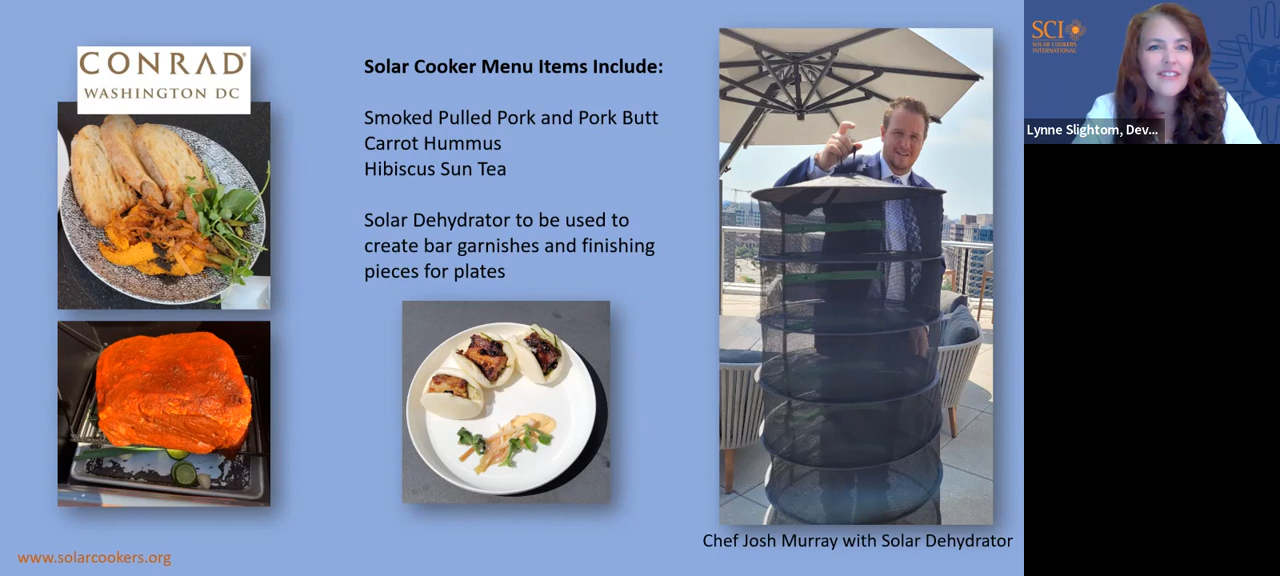 CONRAD
WASHINGTON DC
Solar Cooker Menu Items Include:
Smoked Pulled Pork and Pork Butt
Carrot Hummus
Hibiscus Sun Tea
Solar Dehydrator to be used to
create bar garnishes and finishing
pieces for plates
Chef Josh Murray with Solar Dehydrator
www.solarcookers.org
SCI
SOLAR COOKERS
INTERNATIONAL
Lynne Slightom, Dev...